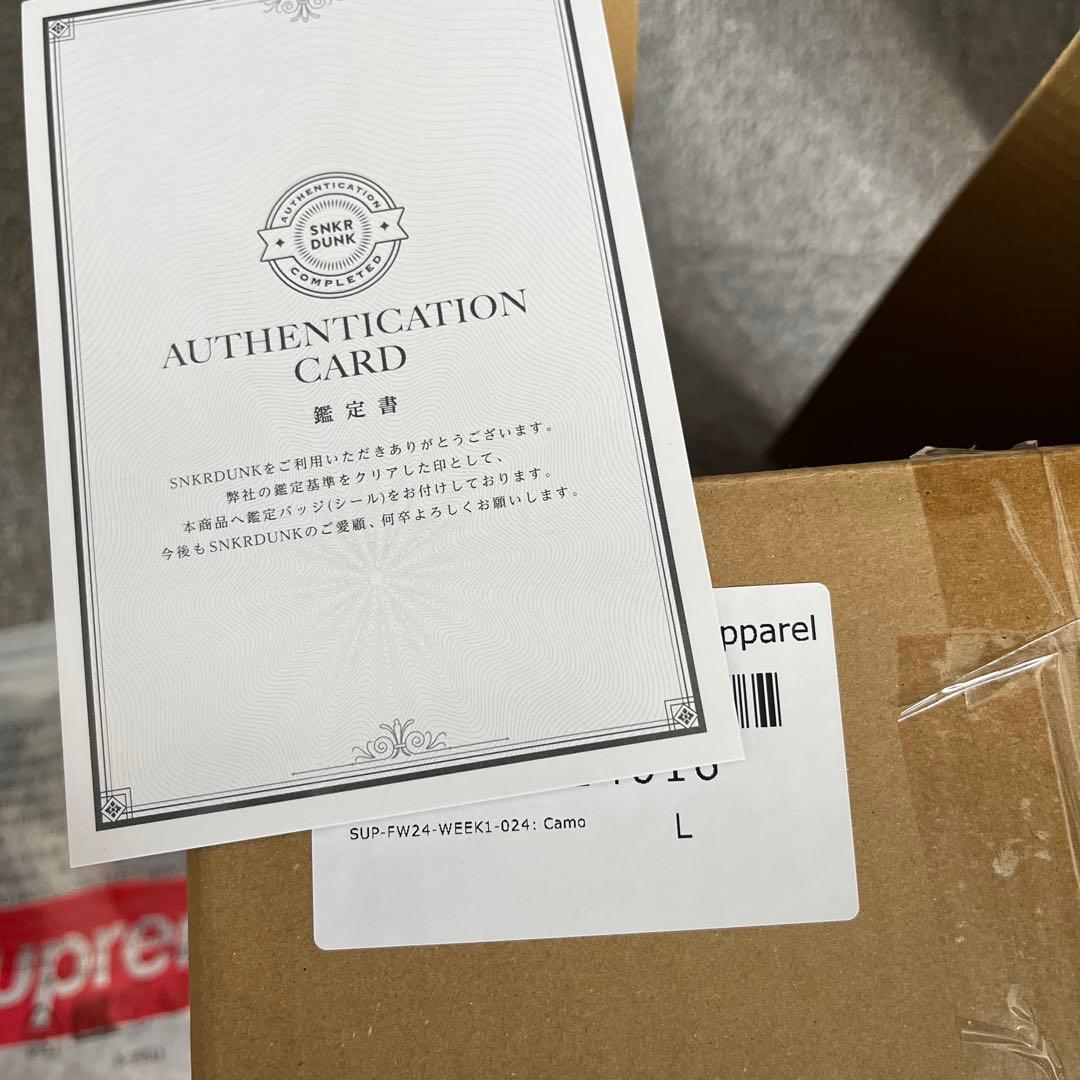 AUTHENTICATION
SNKR
DUNK
COMPLETED
AUTHENTICATION
CARD
鑑定書
SNKRDUNKをご利用いただきありがとうございます。
弊社の鑑定基準をクリアした印として、
本商品へ鑑定バッジ(シール)をお付けしております。
今後もSNKRDUNKのご愛顧、何卒よろしくお願いします。
pparel
SUP-FW24-WEEK1-024: Camo
L
upre